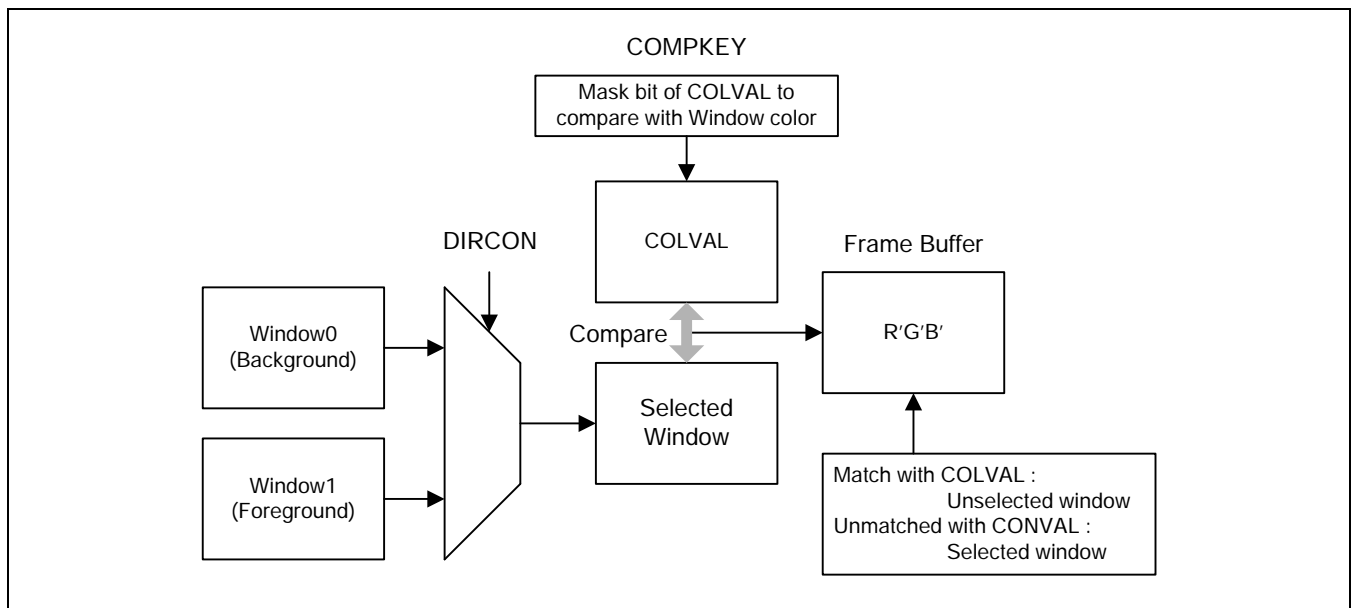 COMPKEY
Mask bit of COLVAL to
compare with Window color
COLVAL
DIRCON
Frame Buffer
Window0
(Background)
Compare
R'G'B'
Selected
Window
Window1
(Foreground)
Match with COLVAL :
Unselected window
Unmatched with CONVAL :
Selected window